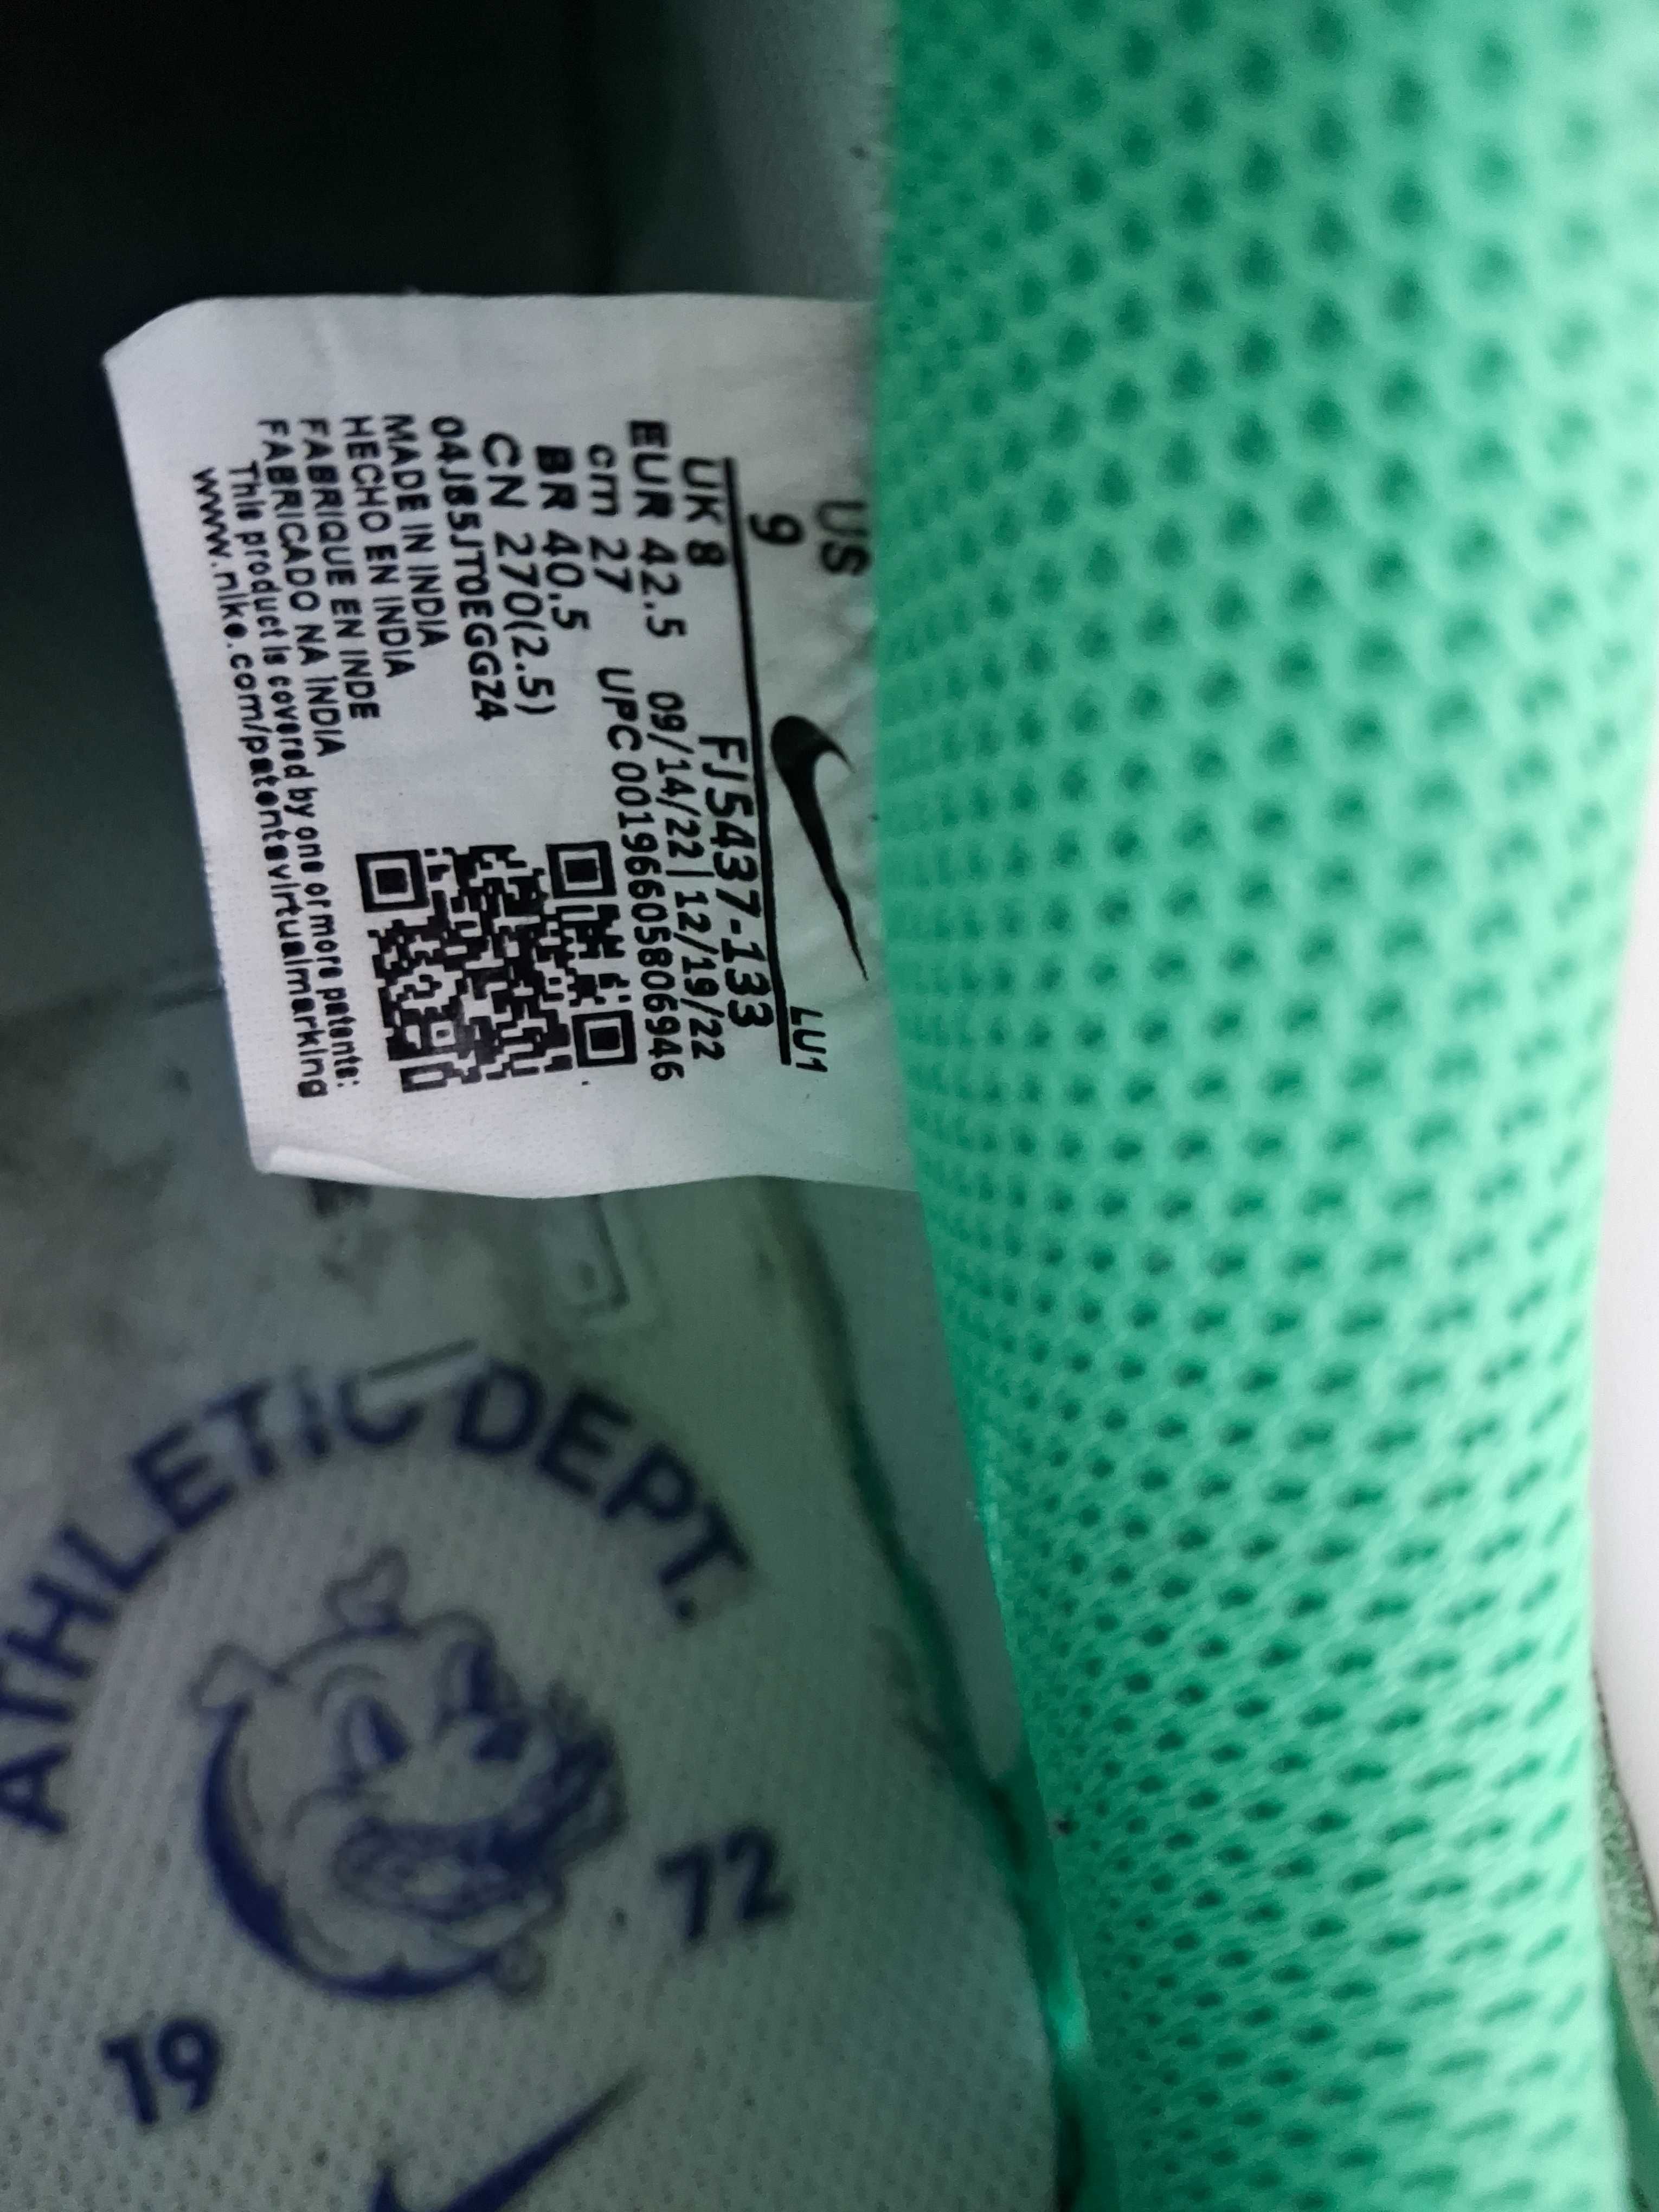 US
9
LU1
UK 8
FJ5437-133
EUR 42.5
09/14/22 | 12/19/22
cm 27
UPC 00196605806946
BR 40.5
CN 270(2.5)
04J85JT0EGGZ4
MADE IN INDIA
HECHO EN INDIA
FABRIQUE EN INDE
FABRICADO NA ÍNDIA
This product is covered by one or more patents:
www.nike.com/patentsvirtualmarking
ATHLETIC DEPT.
19
72